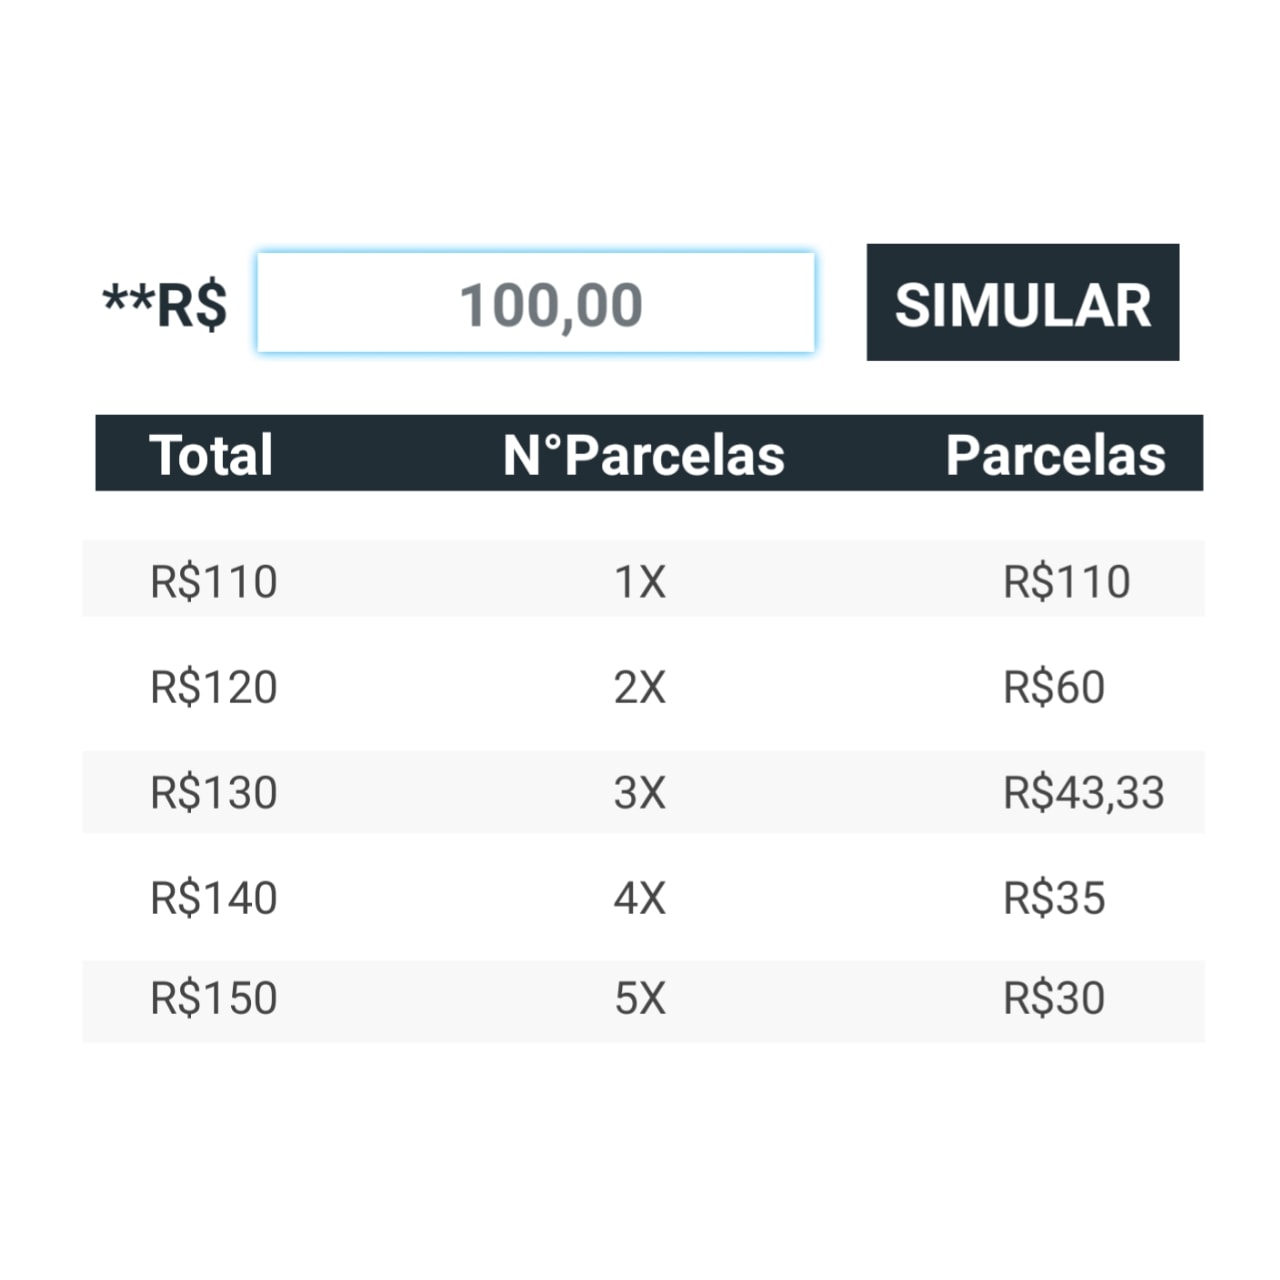 **R$ 100,00 SIMULAR
Total N°Parcelas Parcelas
R$110 1X R$110
R$120 2X R$60
R$130 3X R$43,33
R$140 4X R$35
R$150 5X R$30